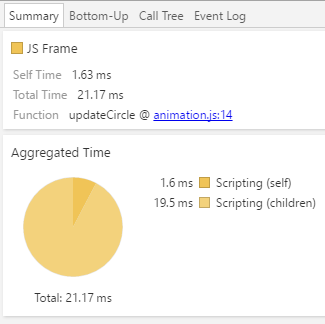 Summary Bottom-Up Call Tree Event Log
JS Frame
Self Time 1.63 ms
Total Time 21.17 ms
Function updateCircle @ animation.js:14
Aggregated Time
1.6 ms Scripting (self)
19.5 ms Scripting (children)
Total: 21.17 ms